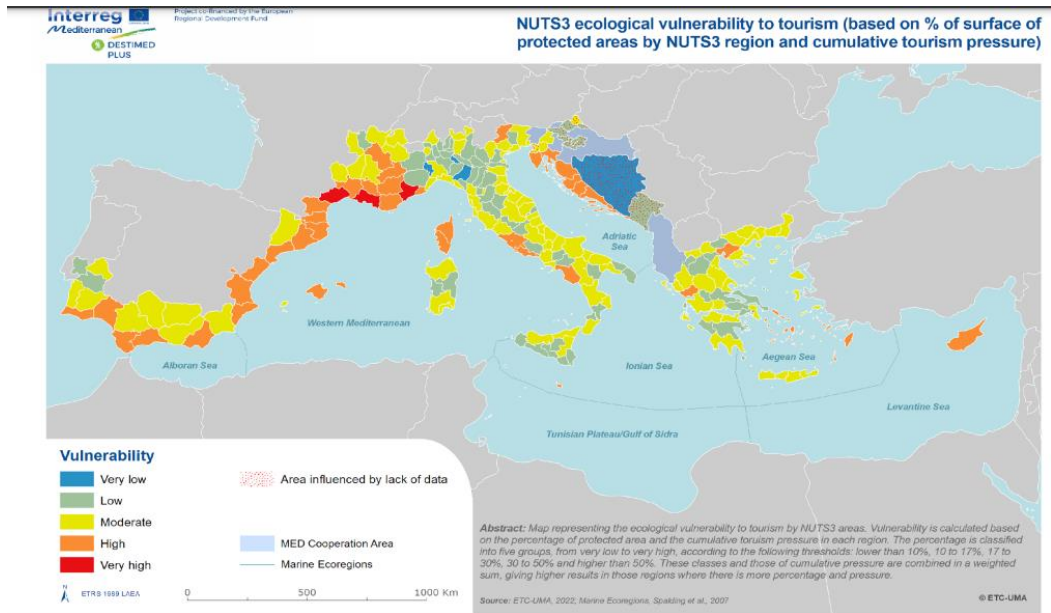 Interreg
Mediterranean
DESTIMED
PLUS
Project co-financed by the European
Regional Development Fund
NUTS3 ecological vulnerability to tourism (based on % of surface of
protected areas by NUTS3 region and cumulative tourism pressure)
Adriatic
Sea
Western Mediterranean
Alboran Sea
Ionian Sea
Aegean Sea
Levantine Sea
Tunisian Plateau/Gulf of Sidra
Vulnerability
Very low
Low
Moderate
High
Very high
Area influenced by lack of data
MED Cooperation Area
Marine Ecoregions
N
ETRS 1989 LAEA
0
500
1000 Km
Abstract: Map representing the ecological vulnerability to tourism by NUTS3 areas. Vulnerability is calculated based
on the percentage of protected area and the cumulative toruism pressure in each region. The percentage is classified
into five groups, from very low to very high, according to the following thresholds: lower than 10%, 10 to 17%, 17 to
30%, 30 to 50% and higher than 50%. These classes and those of cumulative pressure are combined in a weighted
sum, giving higher results in those regions where there is more percentage and pressure.
Source: ETC-UMA, 2022, Marine Ecoregions, Spalding et al., 2007
© ETC-UMA